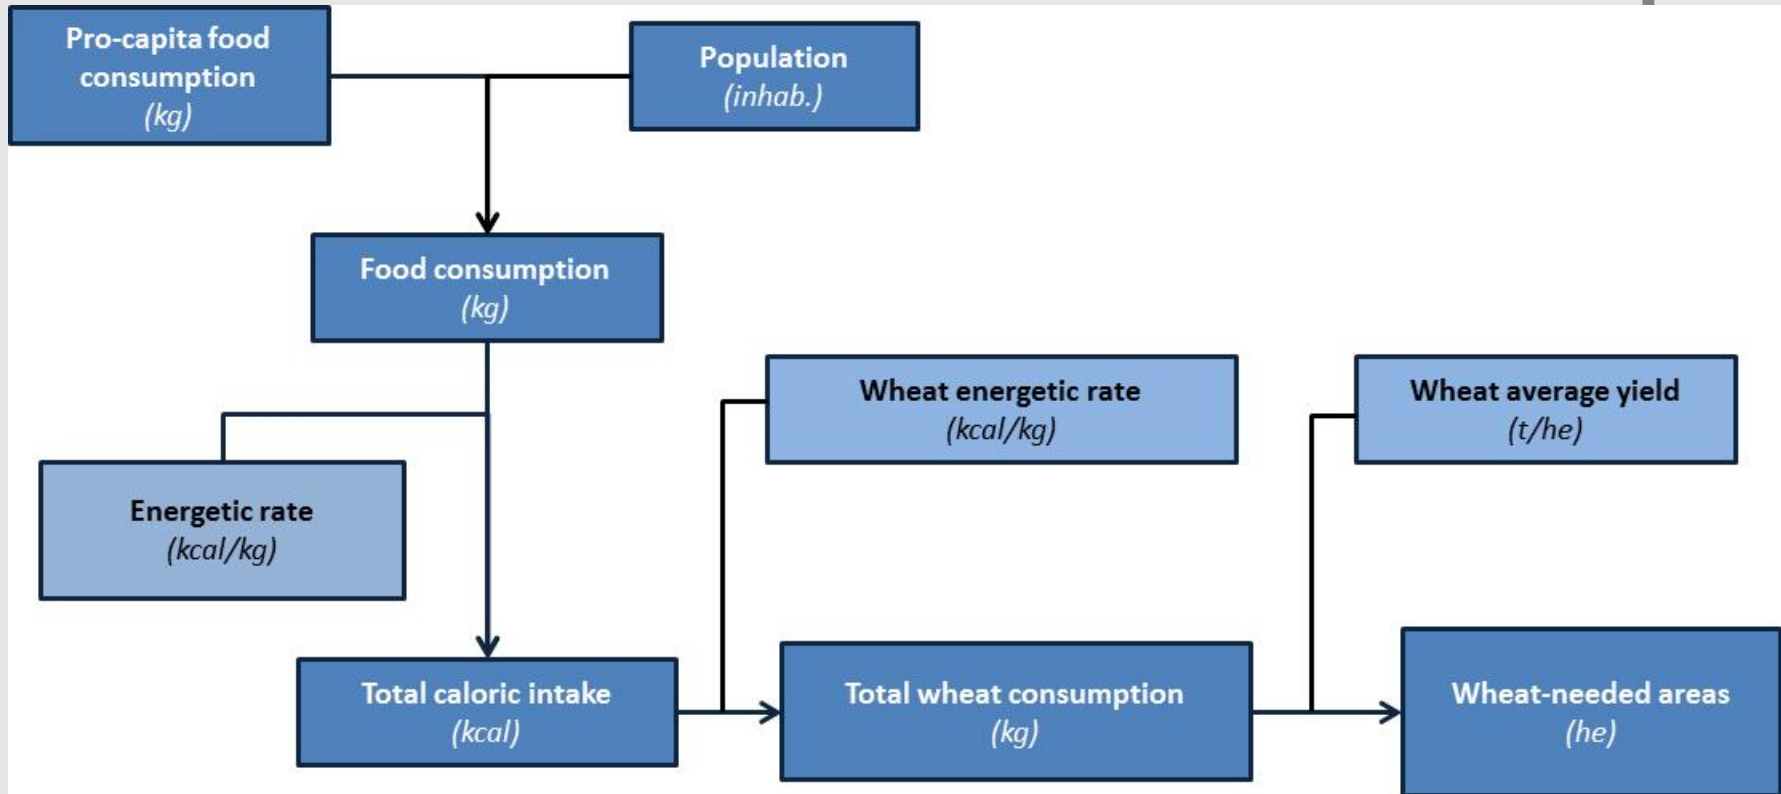 Pro-capita food
consumption
(kg)
Population
(inhab.)
Food consumption
(kg)
Wheat energetic rate
(kcal/kg)
Wheat average yield
(t/he)
Energetic rate
(kcal/kg)
Total caloric intake
(kcal)
Total wheat consumption
(kg)
Wheat-needed areas
(he)